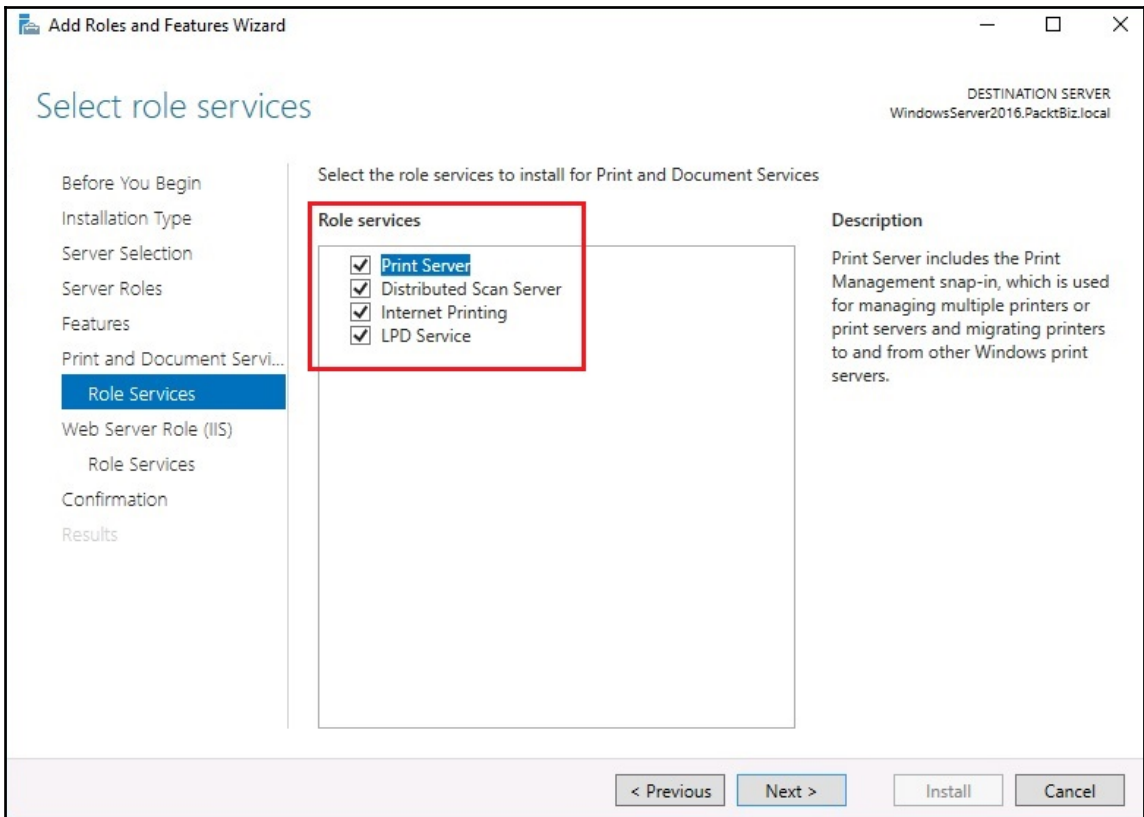 Add Roles and Features Wizard
Select role services
DESTINATION SERVER
WindowsServer2016.PacktBiz.local
Before You Begin
Installation Type
Server Selection
Server Roles
Features
Print and Document Servi...
Role Services
Web Server Role (IIS)
Role Services
Confirmation
Results
Select the role services to install for Print and Document Services
Role services
Print Server
Distributed Scan Server
Internet Printing
LPD Service
Description
Print Server includes the Print
Management snap-in, which is used
for managing multiple printers or
print servers and migrating printers
to and from other Windows print
servers.
< Previous
Next >
Install
Cancel